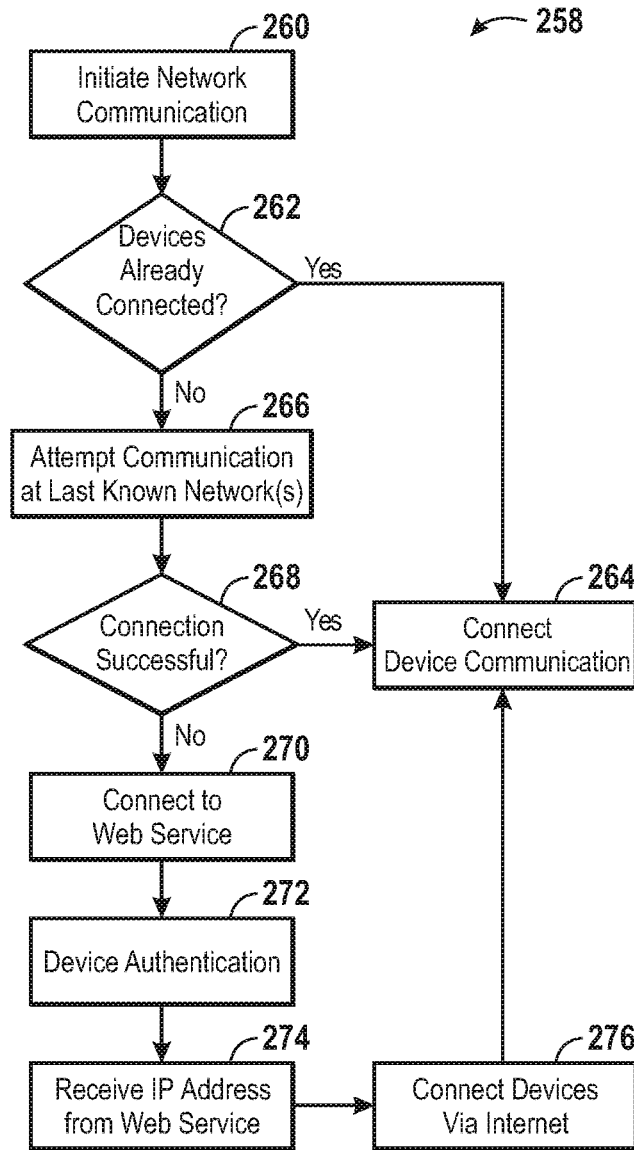 260
258
Initiate Network
Communication
262
Devices
Already
Connected?
Yes
No
266
Attempt Communication
at Last Known Network(s)
268
264
Connection
Successful?
Yes
Connect
Device Communication
No
270
Connect to
Web Service
272
Device Authentication
274
276
Receive IP Address
from Web Service
Connect Devices
Via Internet